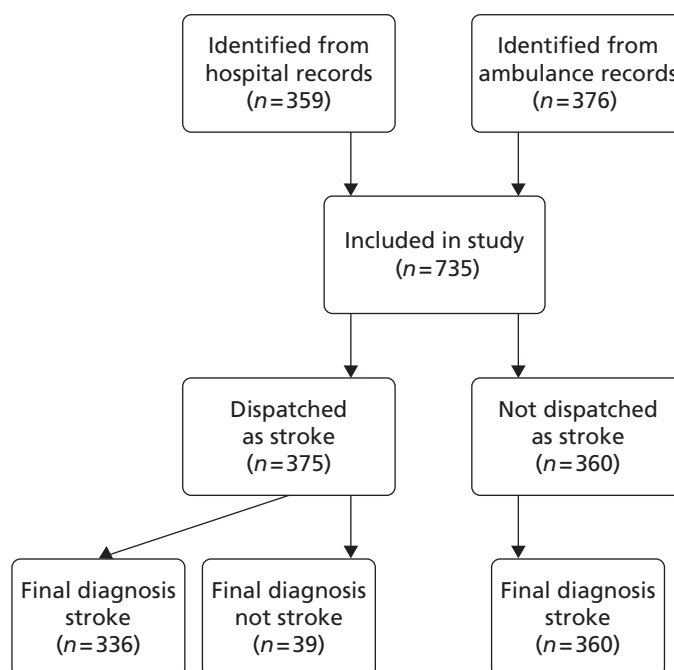 Identified from
hospital records
(n=359)
Identified from
ambulance records
(n=376)
Included in study
(n=735)
Dispatched
as stroke
(n=375)
Not dispatched
as stroke
(n=360)
Final diagnosis
stroke
(n=336)
Final diagnosis
not stroke
(n=39)
Final diagnosis
stroke
(n=360)